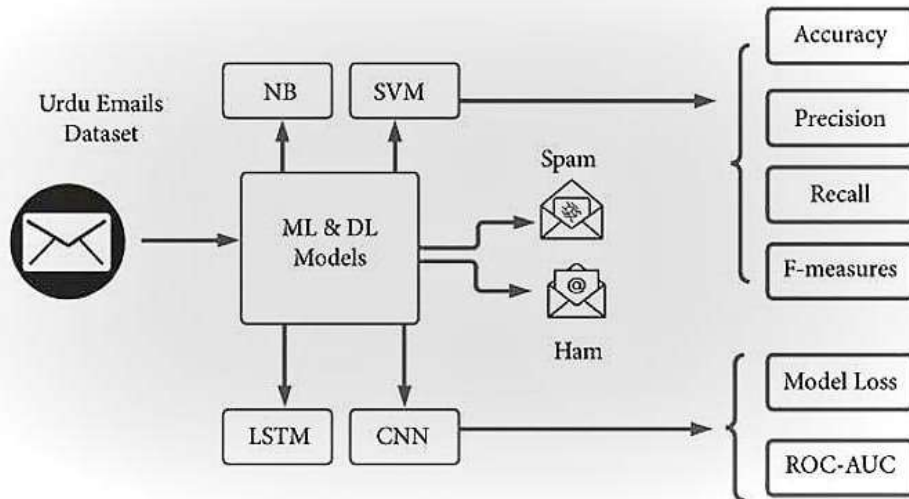 Urdu Emails
Dataset
NB
SVM
ML & DL
Models
LSTM
CNN
Spam
@
Ham
Accuracy
Precision
Recall
F-measures
Model Loss
ROC-AUC